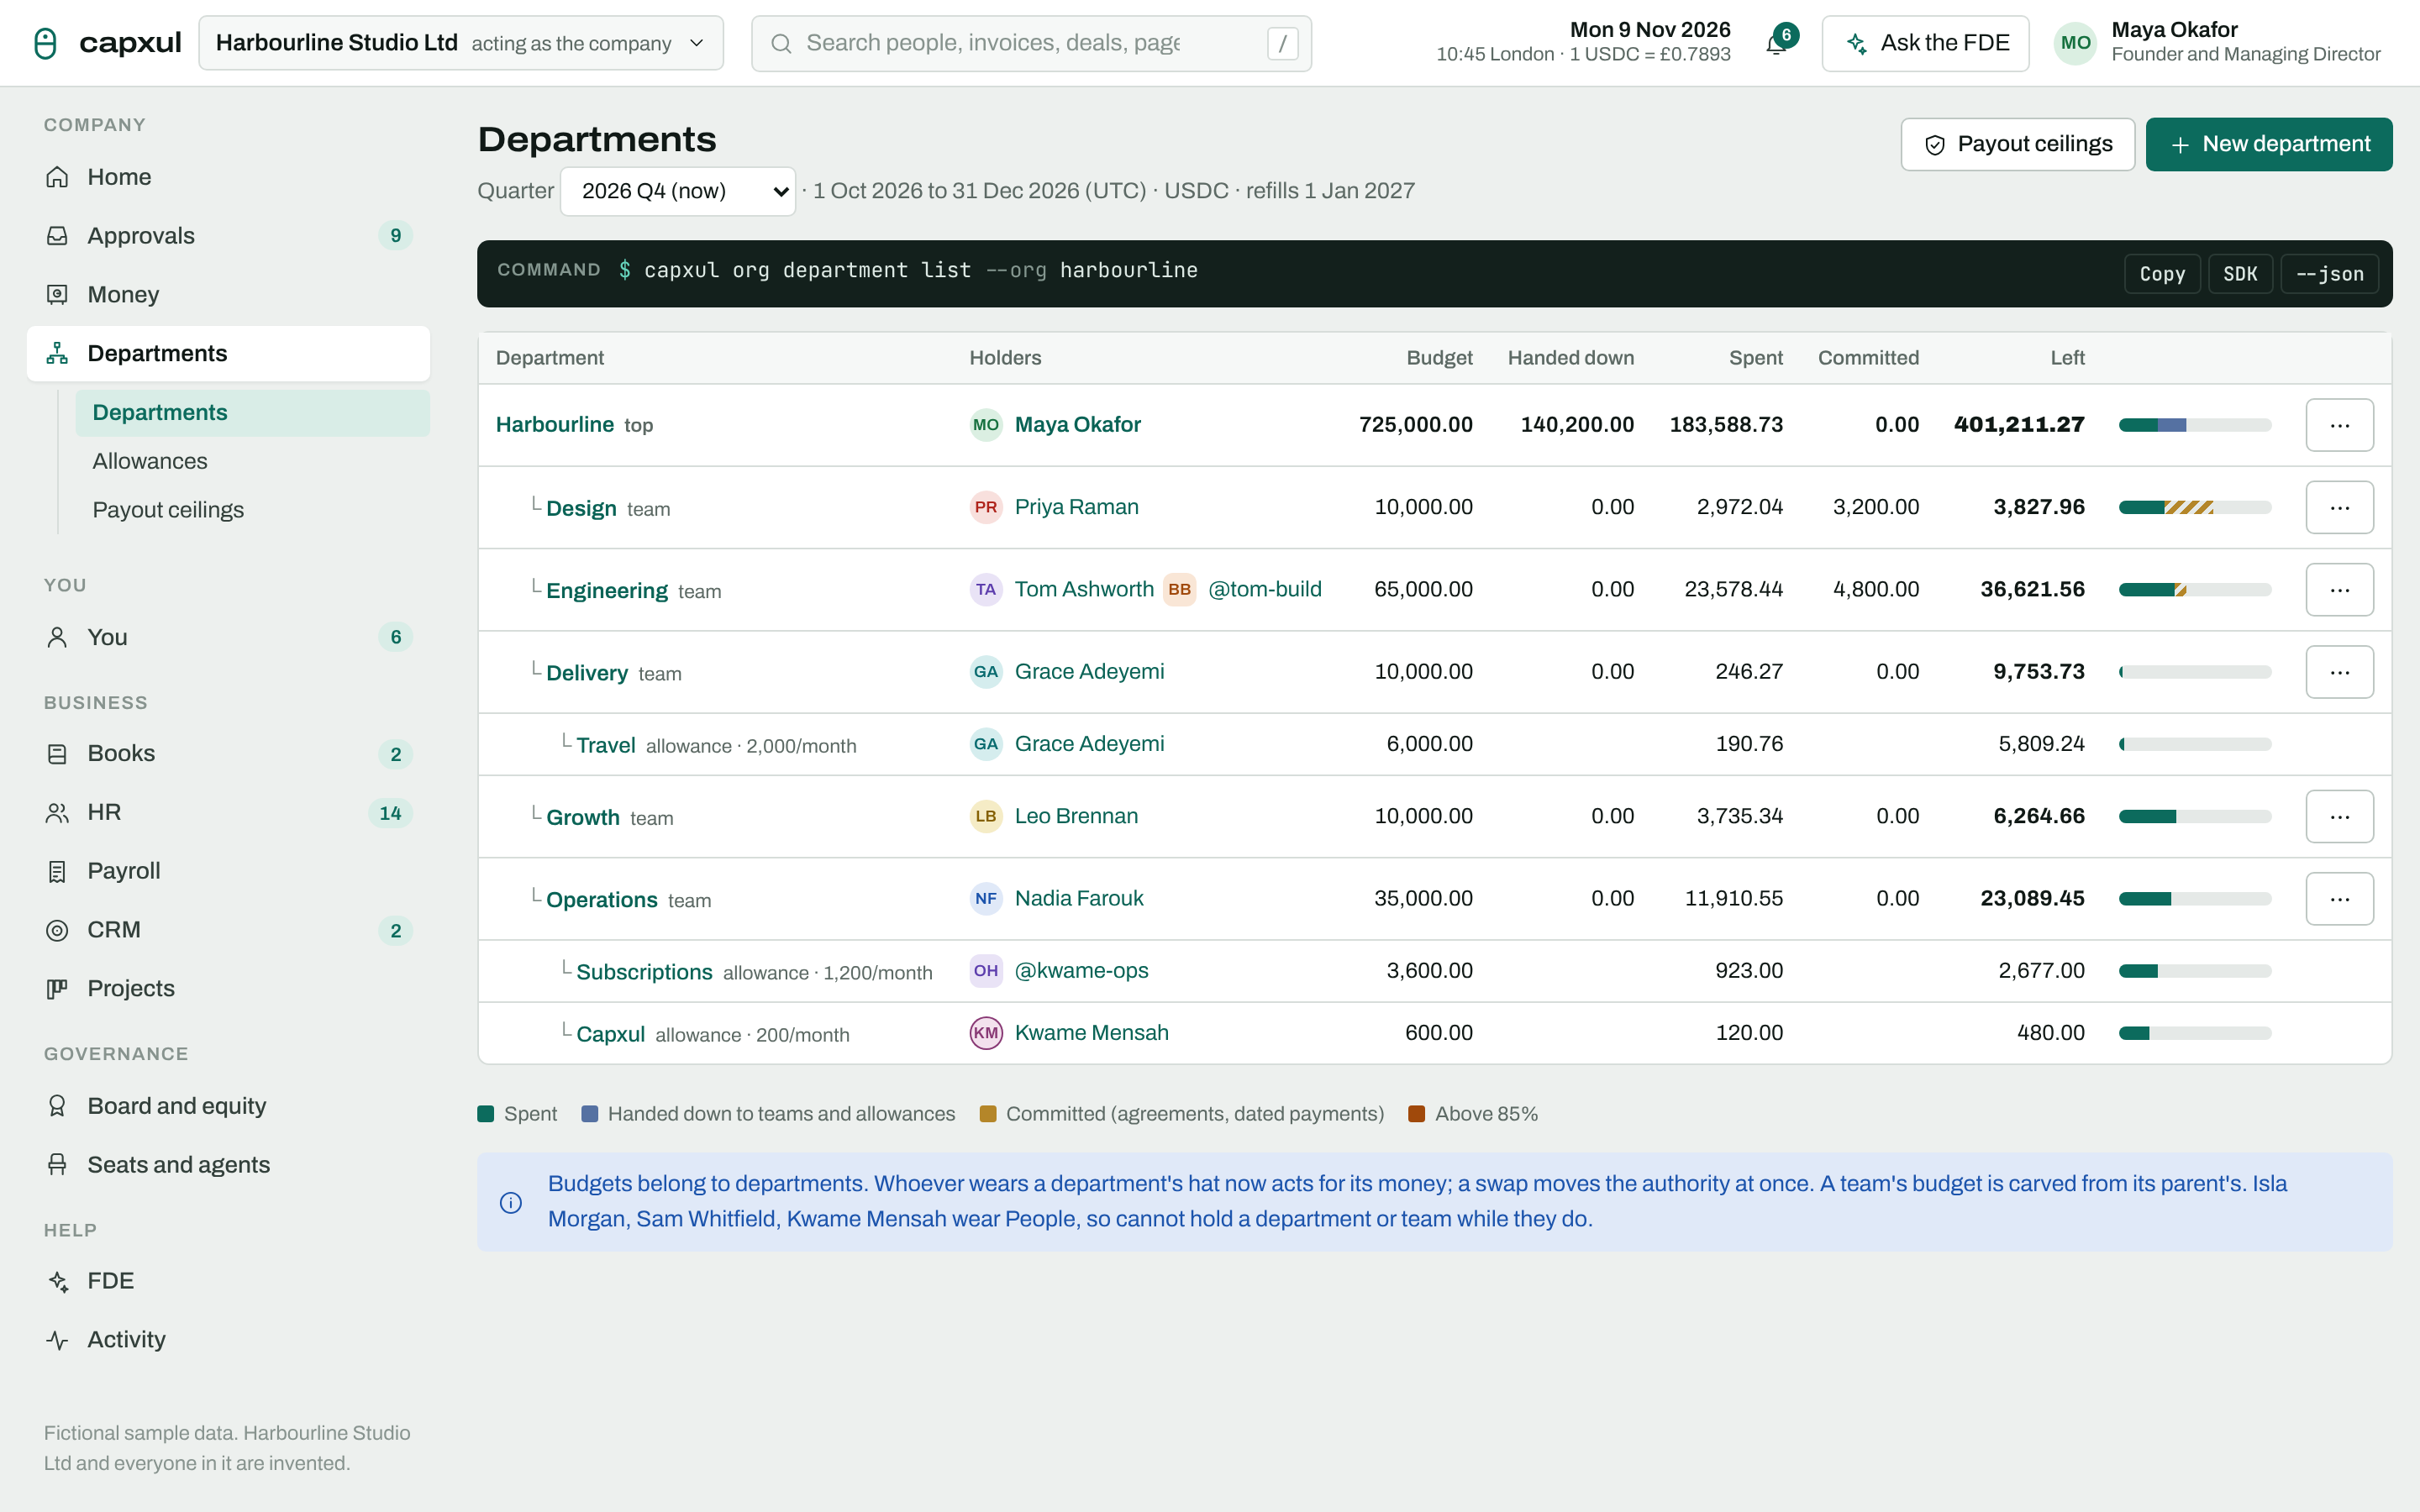 capxul
Harbourline Studio Ltd acting as the company
Search people, invoices, deals, page
/
Mon 9 Nov 2026
10:45 London · 1 USDC = £0.7893
6
Ask the FDE
MO
Maya Okafor
Founder and Managing Director
COMPANY
Home
Approvals 9
Money
Departments
Departments
Allowances
Payout ceilings
YOU
You 6
BUSINESS
Books 2
HR 14
Payroll
CRM 2
Projects
GOVERNANCE
Board and equity
Seats and agents
HELP
FDE
Activity
Fictional sample data. Harbourline Studio
Ltd and everyone in it are invented.
Departments
Payout ceilings
+ New department
Quarter 2026 Q4 (now) · 1 Oct 2026 to 31 Dec 2026 (UTC) · USDC · refills 1 Jan 2027
COMMAND $ capxul org department list --org harbourline
Copy SDK --json
Department Holders Budget Handed down Spent Committed Left
Harbourline top MO Maya Okafor 725,000.00 140,200.00 183,588.73 0.00 401,211.27 ...
Design team PR Priya Raman 10,000.00 0.00 2,972.04 3,200.00 3,827.96 ...
Engineering team TA Tom Ashworth BB @tom-build 65,000.00 0.00 23,578.44 4,800.00 36,621.56 ...
Delivery team GA Grace Adeyemi 10,000.00 0.00 246.27 0.00 9,753.73 ...
Travel allowance · 2,000/month GA Grace Adeyemi 6,000.00 190.76 5,809.24
Growth team LB Leo Brennan 10,000.00 0.00 3,735.34 0.00 6,264.66 ...
Operations team NF Nadia Farouk 35,000.00 0.00 11,910.55 0.00 23,089.45 ...
Subscriptions allowance · 1,200/month OH @kwame-ops 3,600.00 923.00 2,677.00
Capxul allowance · 200/month KM Kwame Mensah 600.00 120.00 480.00
Spent Handed down to teams and allowances Committed (agreements, dated payments) Above 85%
Budgets belong to departments. Whoever wears a department's hat now acts for its money; a swap moves the authority at once. A team's budget is carved from its parent's. Isla
Morgan, Sam Whitfield, Kwame Mensah wear People, so cannot hold a department or team while they do.